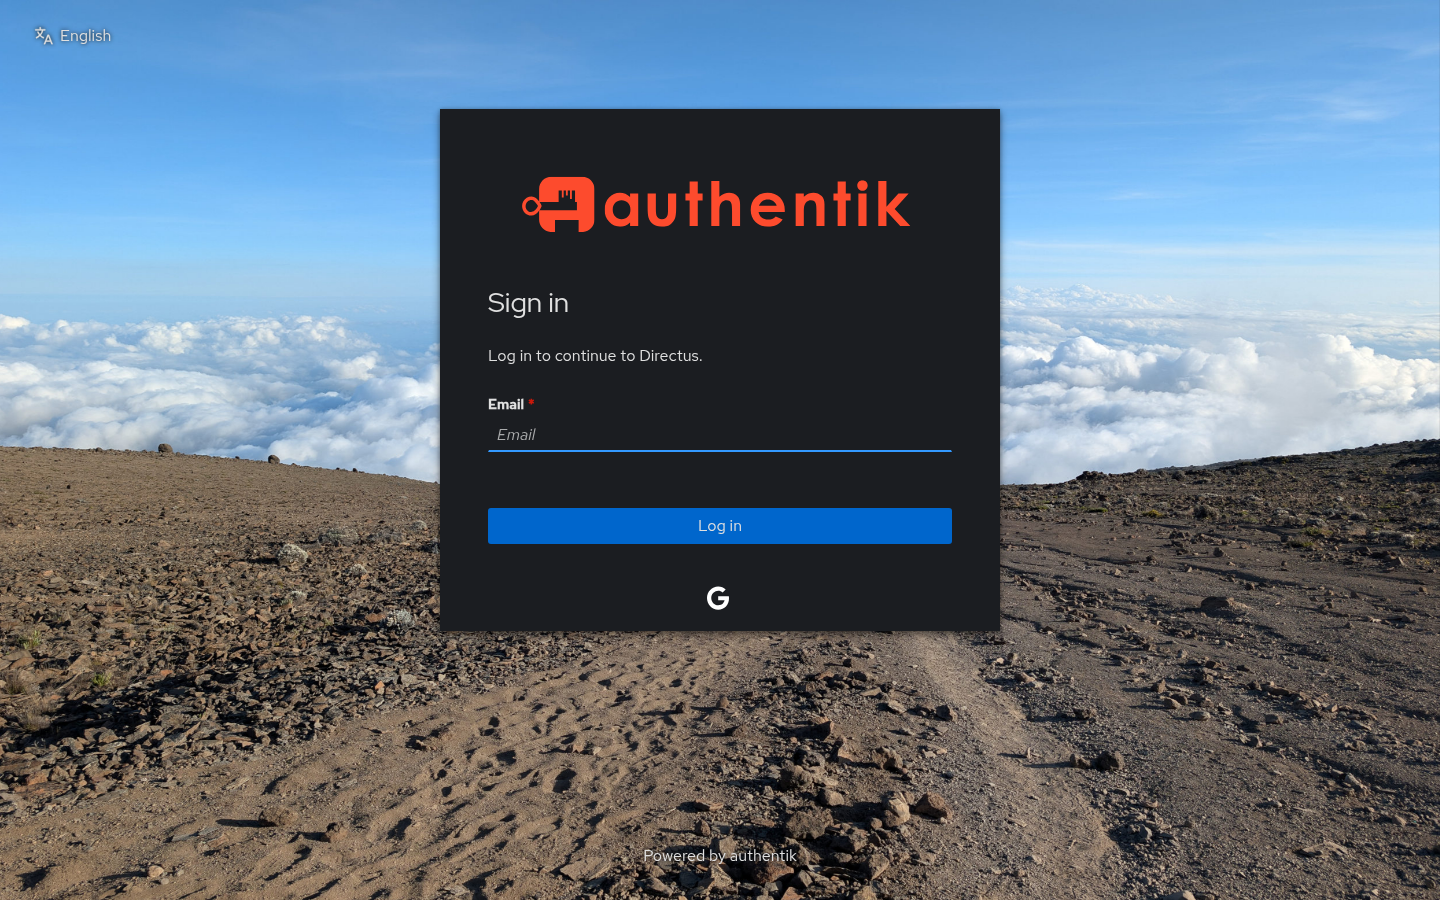 English
authentik
Sign in
Log in to continue to Directus.
Email *
Email
Log in
Powered by authentik